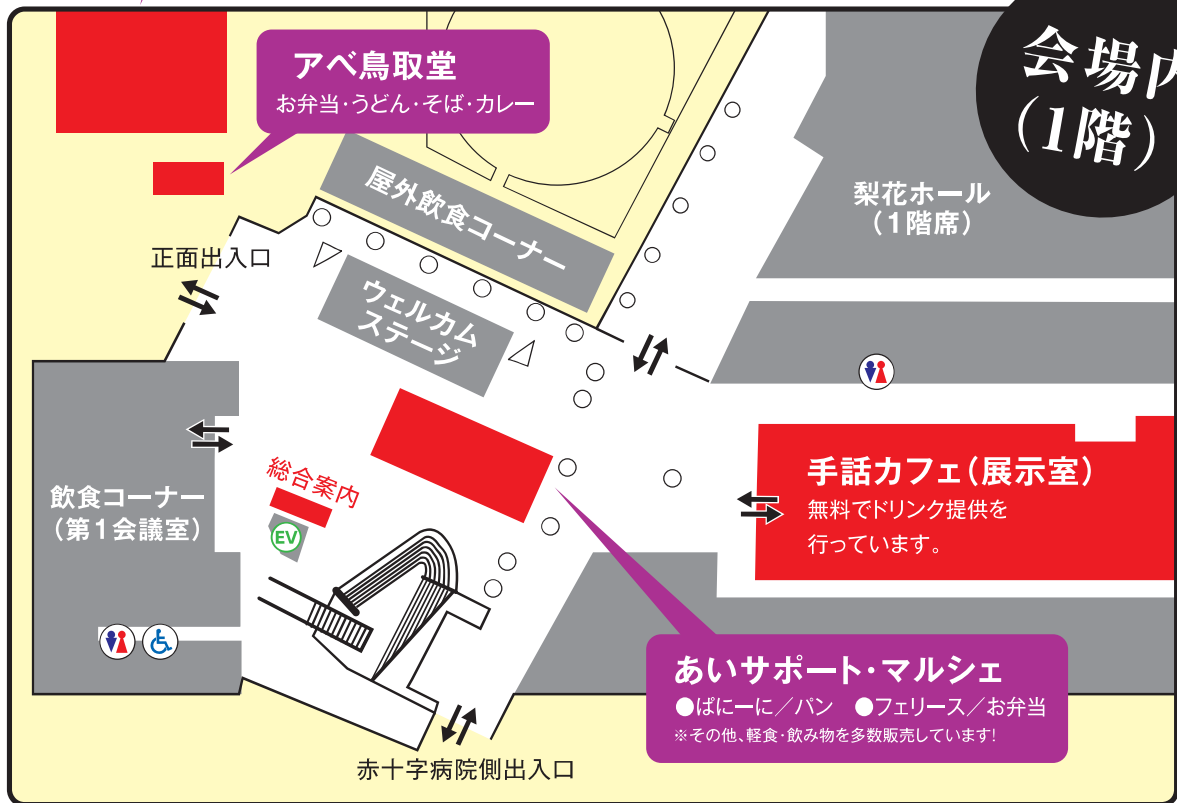 会場内
(1階)
アベ鳥取堂
お弁当・うどん・そば・カレー
屋外飲食コーナー
梨花ホール
(1階席)
正面出入口
ウェルカム
ステージ
手話カフェ(展示室)
無料でドリンク提供を
行っています。
総合案内
EV
飲食コーナー
(第1会議室)
あいサポート・マルシェ
●ぱにーに/パン ●フェリース/お弁当
※その他、軽食・飲み物を多数販売しています!
赤十字病院側出入口